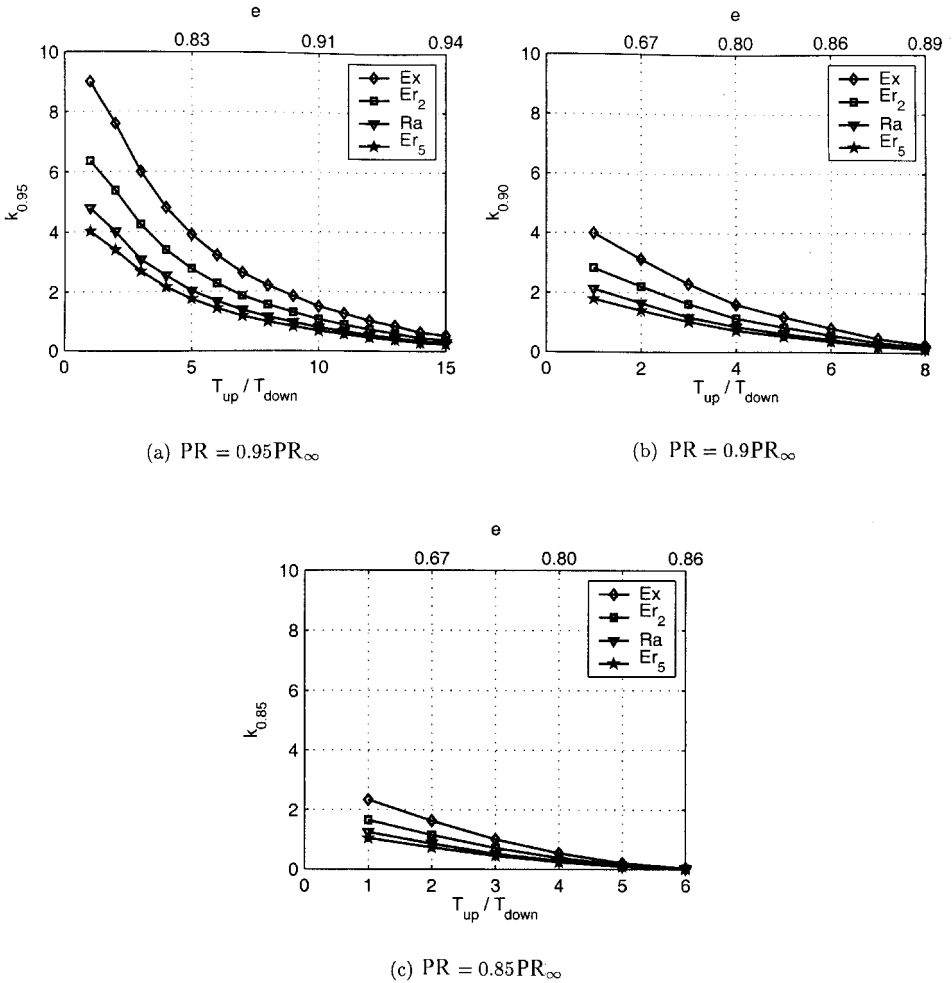 e
0.83 0.91 0.94
10
8
6
4
2
0
k0.95
Ex
Er2
Ra
Er5
0 5 10 15
Tup / Tdown
(a) PR = 0.95PR∞
e
0.67 0.80 0.86 0.89
10
8
6
4
2
0
k0.90
Ex
Er2
Ra
Er5
0 2 4 6 8
Tup / Tdown
(b) PR = 0.9PR∞
e
0.67 0.80 0.86
10
8
6
4
2
0
k0.85
Ex
Er2
Ra
Er5
0 1 2 3 4 5 6
Tup / Tdown
(c) PR = 0.85PR∞